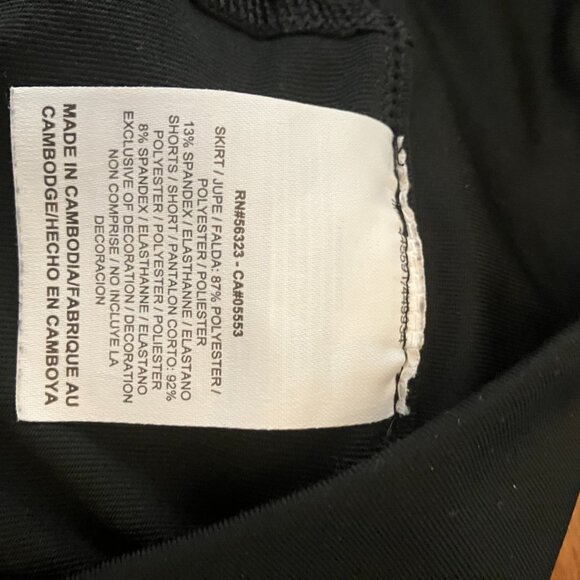 RN#56323 - CA#05553
SKIRT / JUPE / FALDA: 87% POLYESTER /
POLYESTER / POLIESTER
13% SPANDEX / ELASTHANNE / ELASTANO
SHORTS / SHORT / PANTALON CORTO: 92%
POLYESTER / POLYESTER / POLIESTER
8% SPANDEX / ELASTHANNE / ELASTANO
EXCLUSIVE OF DECORATION / DECORATION
NON COMPRISE / NO INCLUYE LA
DECORACION
MADE IN CAMBODIA/FABRIQUE AU
CAMBODGE/HECHO EN CAMBOYA